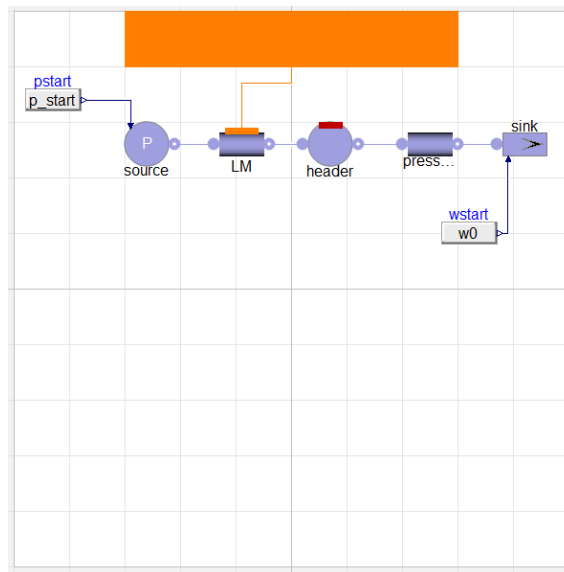 pstart
p_start
P
source
LM
header
press...
sink
wstart
w0